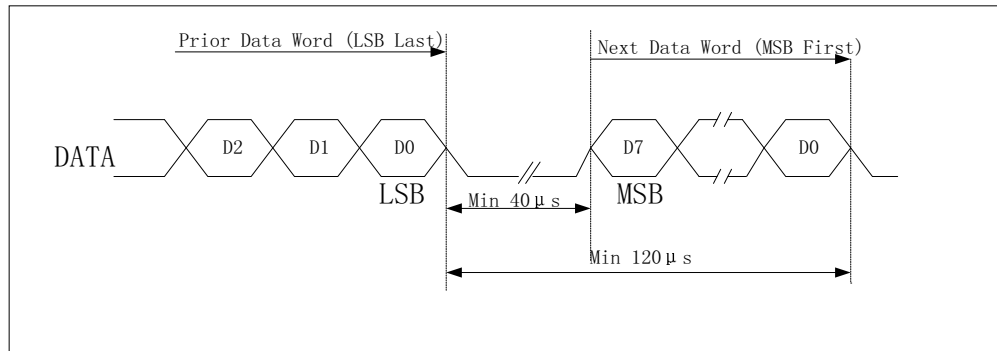 Prior Data Word (LSB Last)
Next Data Word (MSB First)
DATA
D2
D1
D0
D7
D0
LSB
MSB
Min 40μs
Min 120μs